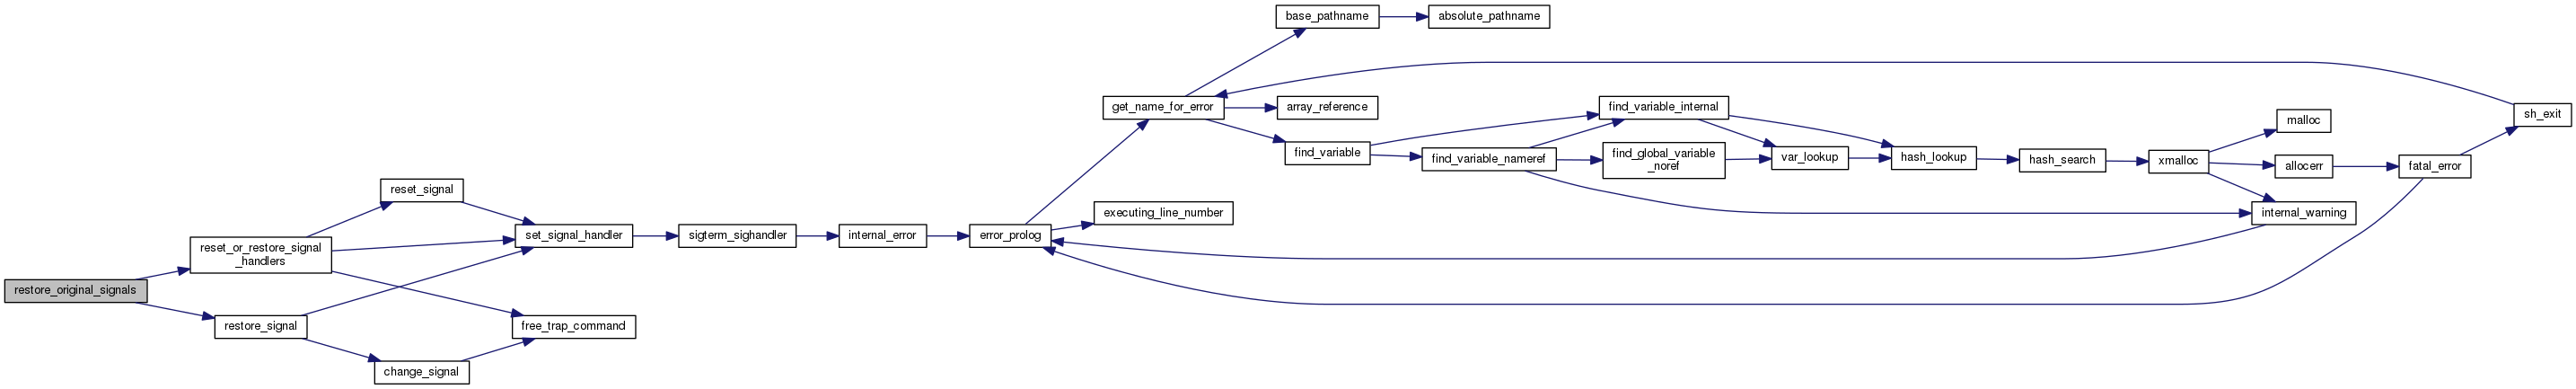 restore_original_signals
reset_or_restore_signal
_handlers
restore_signal
reset_signal
change_signal
set_signal_handler
free_trap_command
sigterm_sighandler
internal_error
error_prolog
get_name_for_error
executing_line_number
base_pathname
absolute_pathname
array_reference
find_variable
find_variable_nameref
find_variable_internal
find_global_variable
_noref
var_lookup
hash_lookup
hash_search
xmalloc
malloc
allocerr
internal_warning
fatal_error
sh_exit